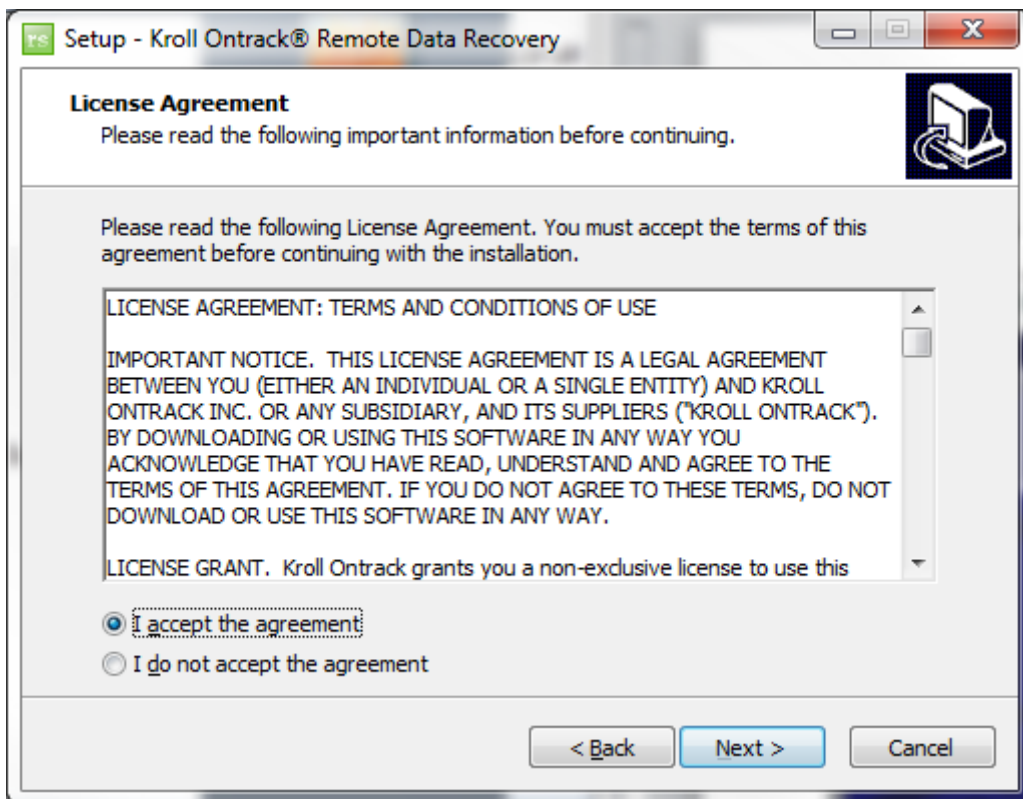 rs Setup - Kroll Ontrack® Remote Data Recovery
License Agreement
Please read the following important information before continuing.
Please read the following License Agreement. You must accept the terms of this
agreement before continuing with the installation.
LICENSE AGREEMENT: TERMS AND CONDITIONS OF USE
IMPORTANT NOTICE.  THIS LICENSE AGREEMENT IS A LEGAL AGREEMENT
BETWEEN YOU (EITHER AN INDIVIDUAL OR A SINGLE ENTITY) AND KROLL
ONTRACK INC. OR ANY SUBSIDIARY, AND ITS SUPPLIERS ("KROLL ONTRACK").
BY DOWNLOADING OR USING THIS SOFTWARE IN ANY WAY YOU
ACKNOWLEDGE THAT YOU HAVE READ, UNDERSTAND AND AGREE TO THE
TERMS OF THIS AGREEMENT. IF YOU DO NOT AGREE TO THESE TERMS, DO NOT
DOWNLOAD OR USE THIS SOFTWARE IN ANY WAY.
LICENSE GRANT.  Kroll Ontrack grants you a non-exclusive license to use this
I accept the agreement
I do not accept the agreement
< Back Next > Cancel